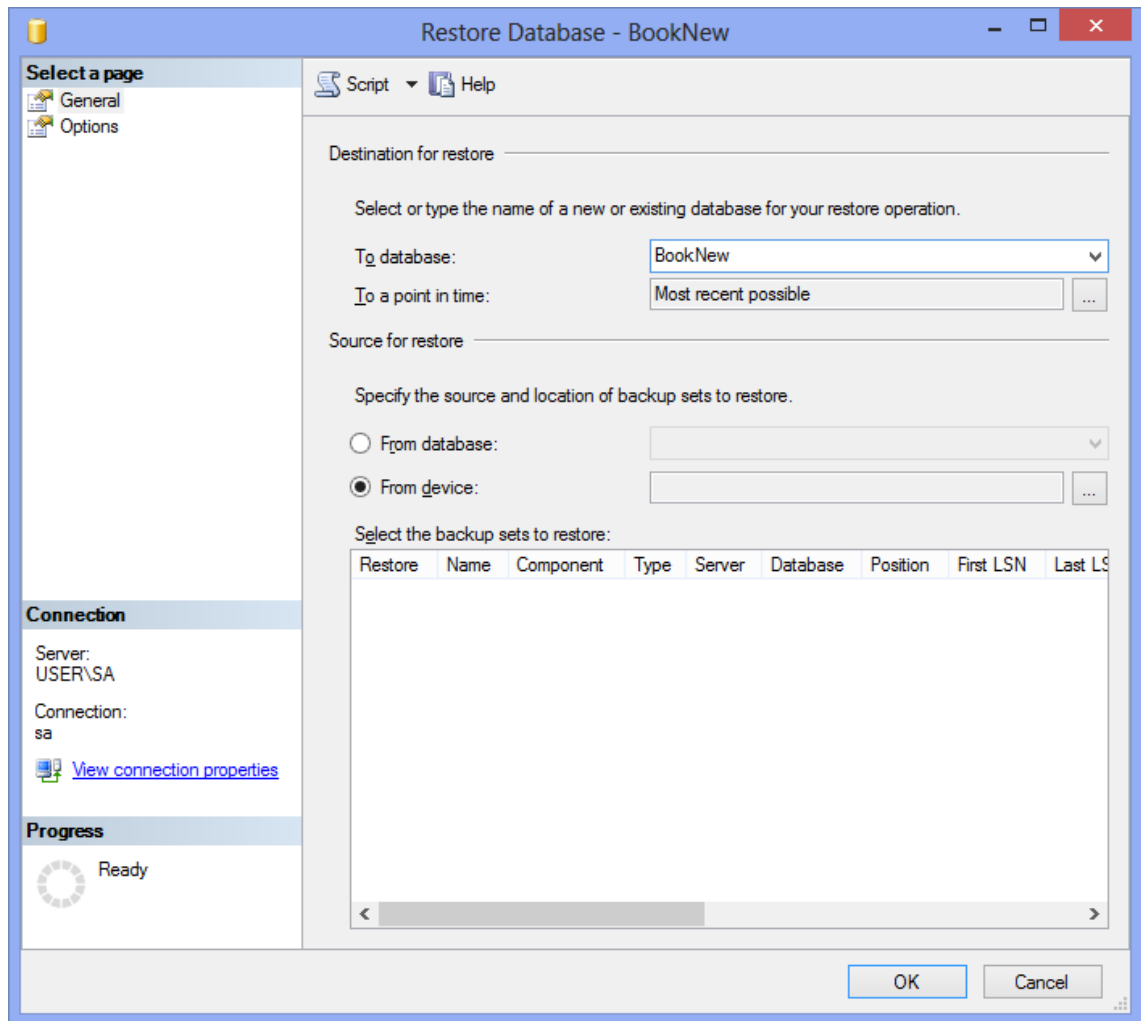 Restore Database - BookNew
Select a page
General
Options
Script
Help
Destination for restore
Select or type the name of a new or existing database for your restore operation.
To database:
BookNew
To a point in time:
Most recent possible
...
Source for restore
Specify the source and location of backup sets to restore.
From database:
From device:
...
Select the backup sets to restore:
Restore Name Component Type Server Database Position First LSN Last LS
Connection
Server:
USER\SA
Connection:
sa
View connection properties
Progress
Ready
OK
Cancel